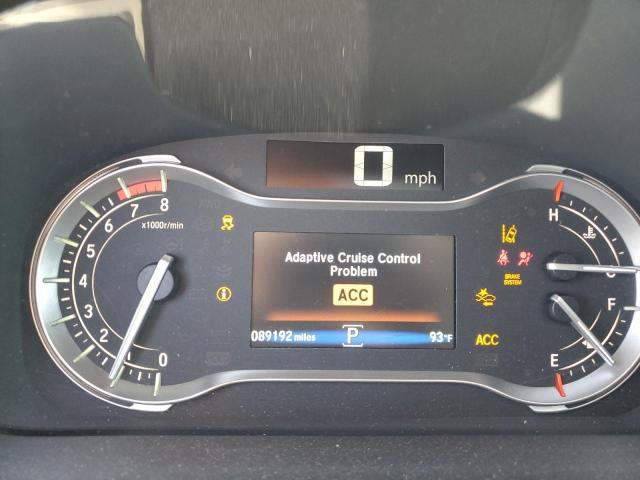 0 mph
8
7
6
5
4
3
2
1
0
x1000r/min
Adaptive Cruise Control
Problem
ACC
089192 miles
P
93°F
BRAKE
SYSTEM
ACC
H
C
F
E